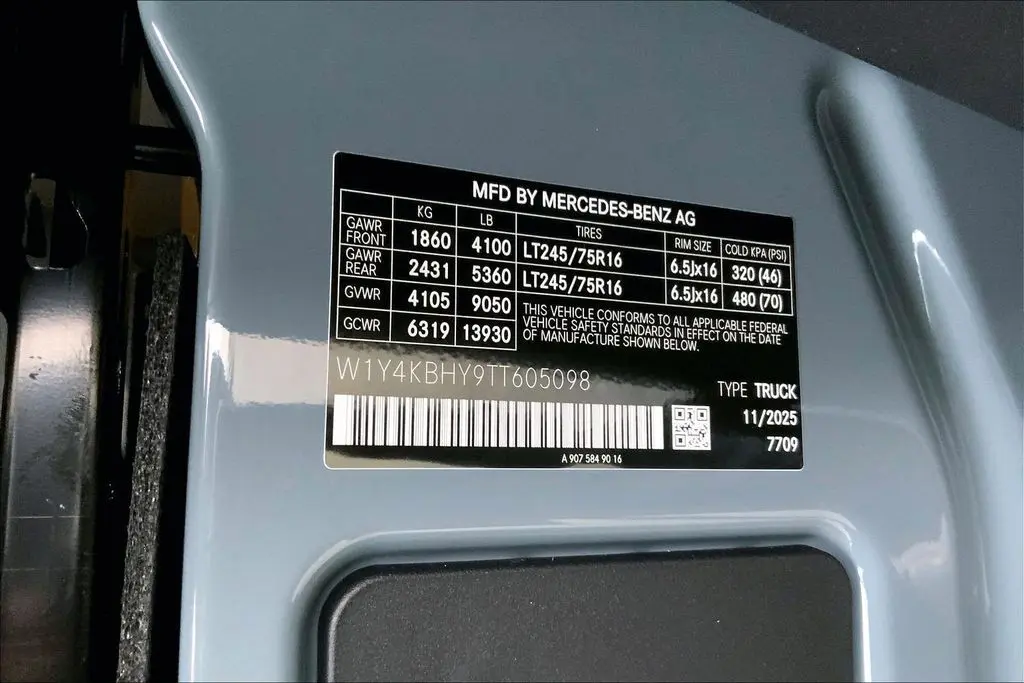 MFD BY MERCEDES-BENZ AG
KG LB TIRES RIM SIZE COLD KPA (PSI)
GAWR FRONT 1860 4100 LT245/75R16 6.5Jx16 320 (46)
GAWR REAR 2431 5360 LT245/75R16 6.5Jx16 480 (70)
GVWR 4105 9050
GCWR 6319 13930
THIS VEHICLE CONFORMS TO ALL APPLICABLE FEDERAL
VEHICLE SAFETY STANDARDS IN EFFECT ON THE DATE
OF MANUFACTURE SHOWN BELOW.
W1Y4KBHY9TT605098
TYPE TRUCK
11/2025
7709
A 907 584 90 16